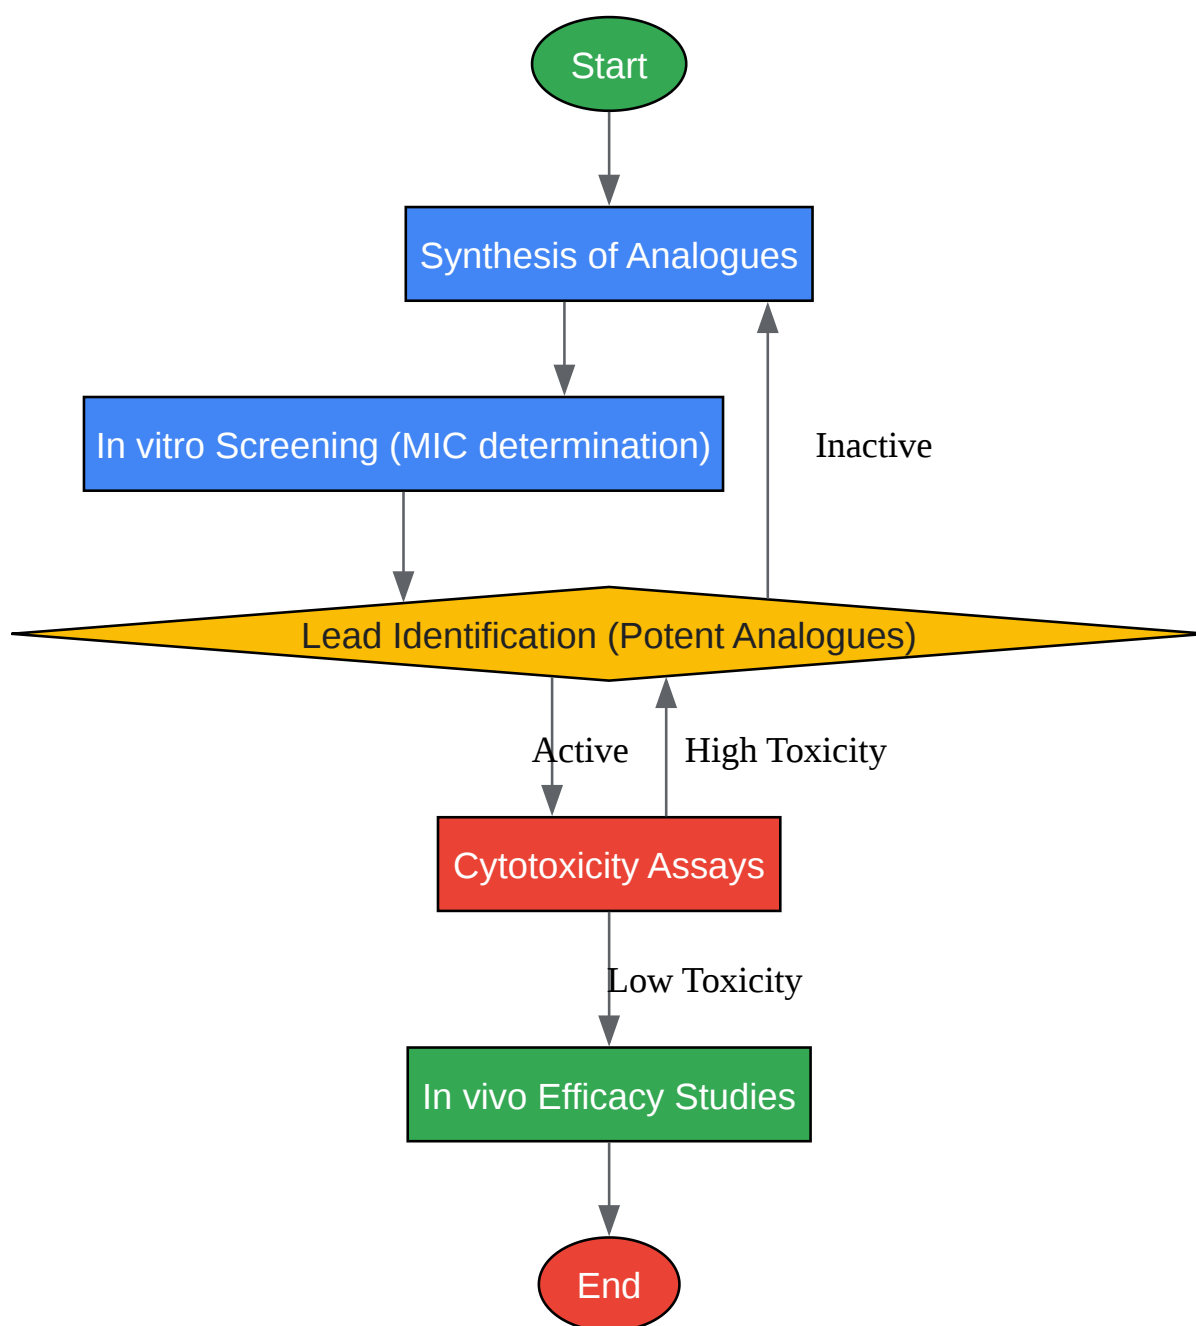 Start
Synthesis of Analogues
In vitro Screening (MIC determination)
Inactive
Lead Identification (Potent Analogues)
Active
High Toxicity
Cytotoxicity Assays
Low Toxicity
In vivo Efficacy Studies
End